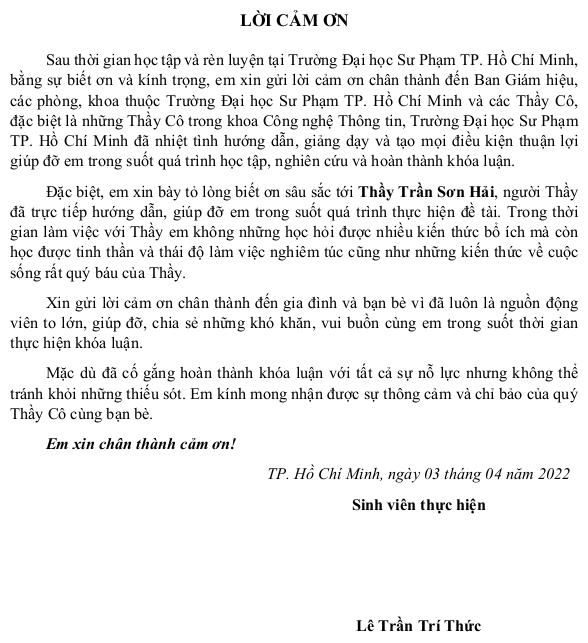 LỜI CẢM ƠN
Sau thời gian học tập và rèn luyện tại Trường Đại học Sư Phạm TP. Hồ Chí Minh,
bằng sự biết ơn và kính trọng, em xin gửi lời cảm ơn chân thành đến Ban Giám hiệu,
các phòng, khoa thuộc Trường Đại học Sư Phạm TP. Hồ Chí Minh và các Thầy Cô,
đặc biệt là những Thầy Cô trong khoa Công nghệ Thông tin, Trường Đại học Sư Phạm
TP. Hồ Chí Minh đã nhiệt tình hướng dẫn, giảng dạy và tạo mọi điều kiện thuận lợi
giúp đỡ em trong suốt quá trình học tập, nghiên cứu và hoàn thành khóa luận.
Đặc biệt, em xin bày tỏ lòng biết ơn sâu sắc tới Thầy Trần Sơn Hải, người Thầy
đã trực tiếp hướng dẫn, giúp đỡ em trong suốt quá trình thực hiện đề tài. Trong thời
gian làm việc với Thầy em không những học hỏi được nhiều kiến thức bổ ích mà còn
học được tinh thần và thái độ làm việc nghiêm túc cũng như những kiến thức về cuộc
sống rất quý báu của Thầy.
Xin gửi lời cảm ơn chân thành đến gia đình và bạn bè vì đã luôn là nguồn động
viên to lớn, giúp đỡ, chia sẻ những khó khăn, vui buồn cùng em trong suốt thời gian
thực hiện khóa luận.
Mặc dù đã cố gắng hoàn thành khóa luận với tất cả sự nỗ lực nhưng không thể
tránh khỏi những thiếu sót. Em kính mong nhận được sự thông cảm và chỉ bảo của quý
Thầy Cô cùng bạn bè.
Em xin chân thành cảm ơn!
TP. Hồ Chí Minh, ngày 03 tháng 04 năm 2022
Sinh viên thực hiện
Lê Trần Trí Thức